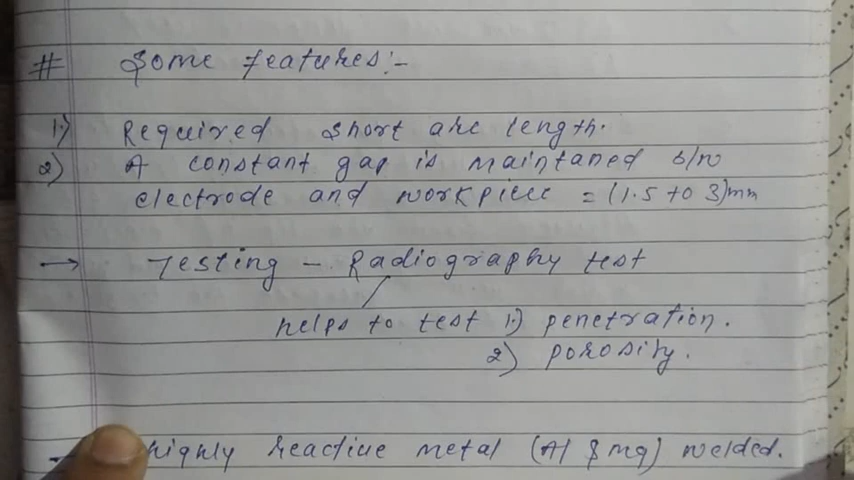 # Some features:-
1.) Required short arc length.
2) A constant gap is maintaned b/n
electrode and workpiece = (1.5 to 3)mm
→ Testing - Radiography test
helps to test 1.) penetration.
2) porosity.
→ highly reactive metal (Al & mg) welded.